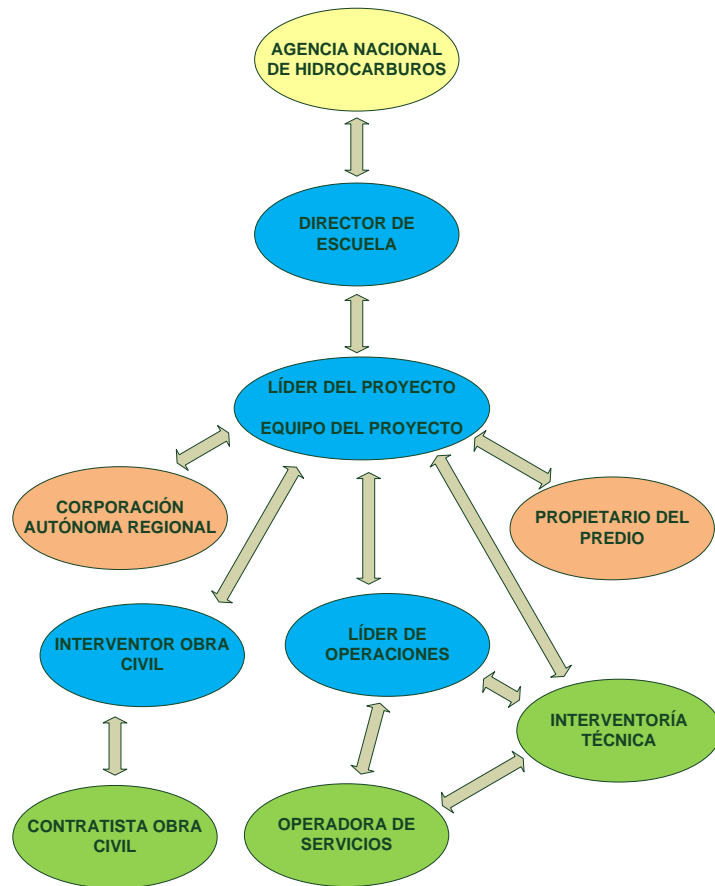 AGENCIA NACIONAL
DE HIDROCARBUROS
DIRECTOR DE
ESCUELA
LÍDER DEL PROYECTO
EQUIPO DEL PROYECTO
CORPORACIÓN
AUTÓNOMA REGIONAL
PROPIETARIO DEL
PREDIO
INTERVENTOR OBRA
CIVIL
LÍDER DE
OPERACIONES
INTERVENTORÍA
TÉCNICA
CONTRATISTA OBRA
CIVIL
OPERADORA DE
SERVICIOS